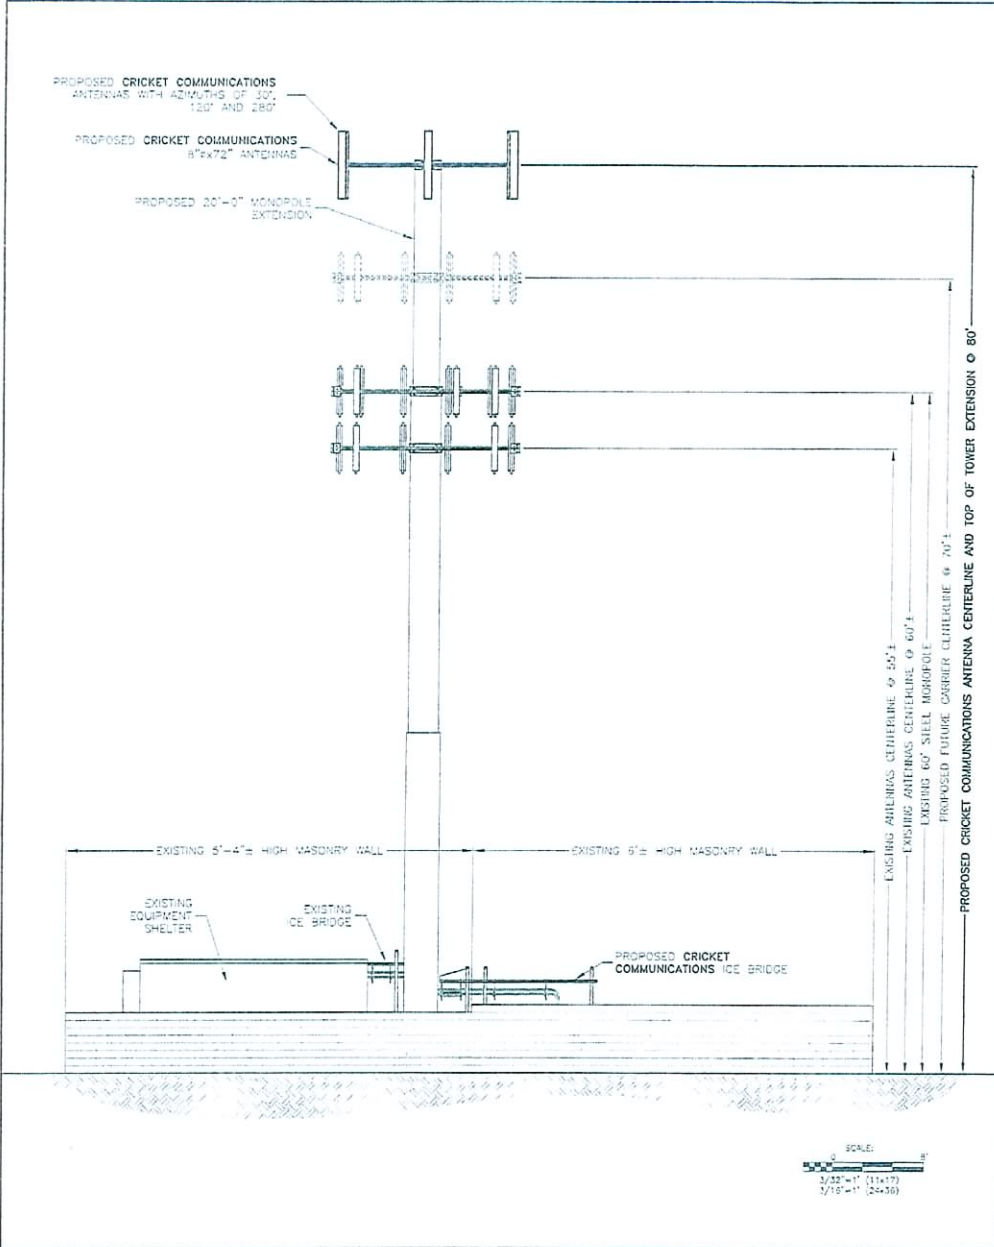 PROPOSED CRICKET COMMUNICATIONS
ANTENNAS WITH AZIMUTHS OF 30°,
120° AND 280°
PROPOSED CRICKET COMMUNICATIONS
8"øx72" ANTENNAS
PROPOSED 20'-0" MONOPOLE
EXTENSION
EXISTING ANTENNAS CENTERLINE @ 55'±
EXISTING ANTENNAS CENTERLINE @ 60'±
EXISTING 60' STEEL MONOPOLE
PROPOSED FUTURE CARRIER CENTERLINE @ 70'±
PROPOSED CRICKET COMMUNICATIONS ANTENNA CENTERLINE AND TOP OF TOWER EXTENSION @ 80'
EXISTING 5'-4"± HIGH MASONRY WALL
EXISTING 6'± HIGH MASONRY WALL
EXISTING
EQUIPMENT
SHELTER
EXISTING
ICE BRIDGE
PROPOSED CRICKET
COMMUNICATIONS ICE BRIDGE
SCALE:
0 8'
3/32"=1' (11x17)
3/16"=1' (24x36)